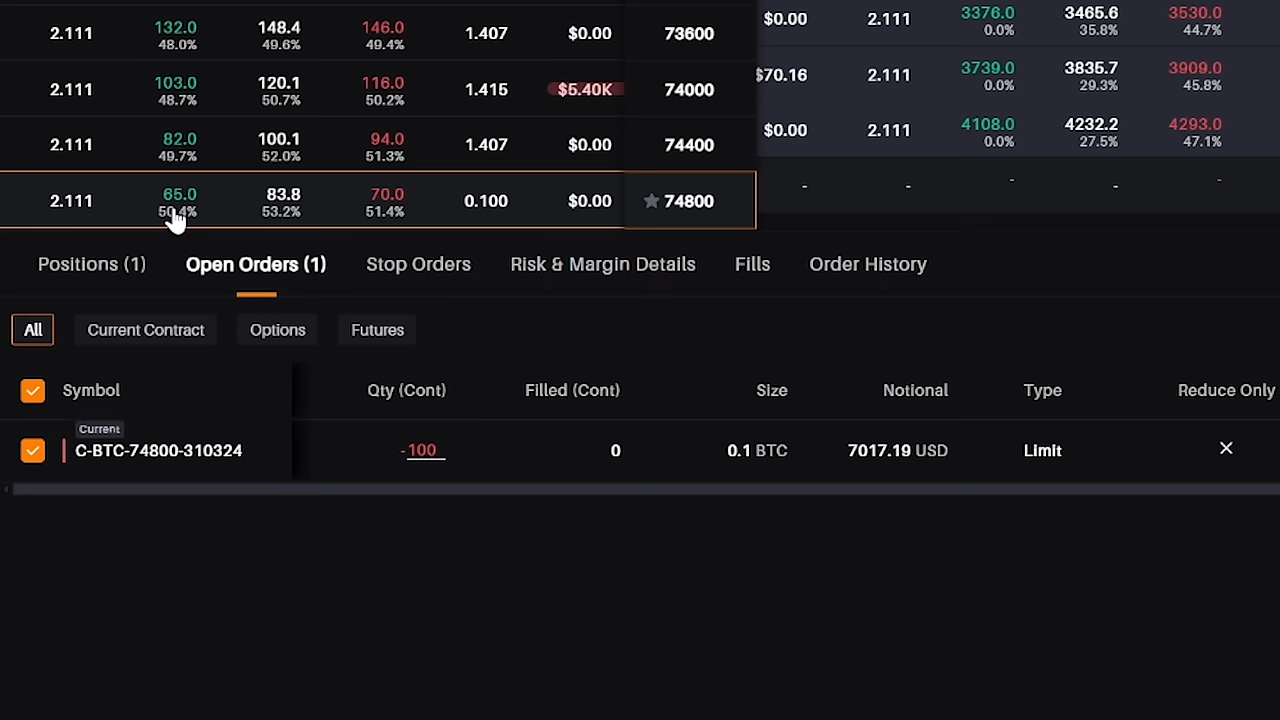 2.111 132.0 148.4 146.0 1.407 $0.00 73600 $0.00 2.111 3376.0 3465.6 3530.0
48.0% 49.6% 49.4% 0.0% 35.8% 44.7%
2.111 103.0 120.1 116.0 1.415 $5.40K 74000 $70.16 2.111 3739.0 3835.7 3909.0
48.7% 50.7% 50.2% 0.0% 29.3% 45.8%
2.111 82.0 100.1 94.0 1.407 $0.00 74400 $0.00 2.111 4108.0 4232.2 4293.0
49.7% 52.0% 51.3% 0.0% 27.5% 47.1%
2.111 65.0 83.8 70.0 0.100 $0.00 74800 - - - - -
50.4% 53.2% 51.4%
Positions (1) Open Orders (1) Stop Orders Risk & Margin Details Fills Order History
All Current Contract Options Futures
Symbol Qty (Cont) Filled (Cont) Size Notional Type Reduce Only
Current
C-BTC-74800-310324 -100 0 0.1 BTC 7017.19 USD Limit